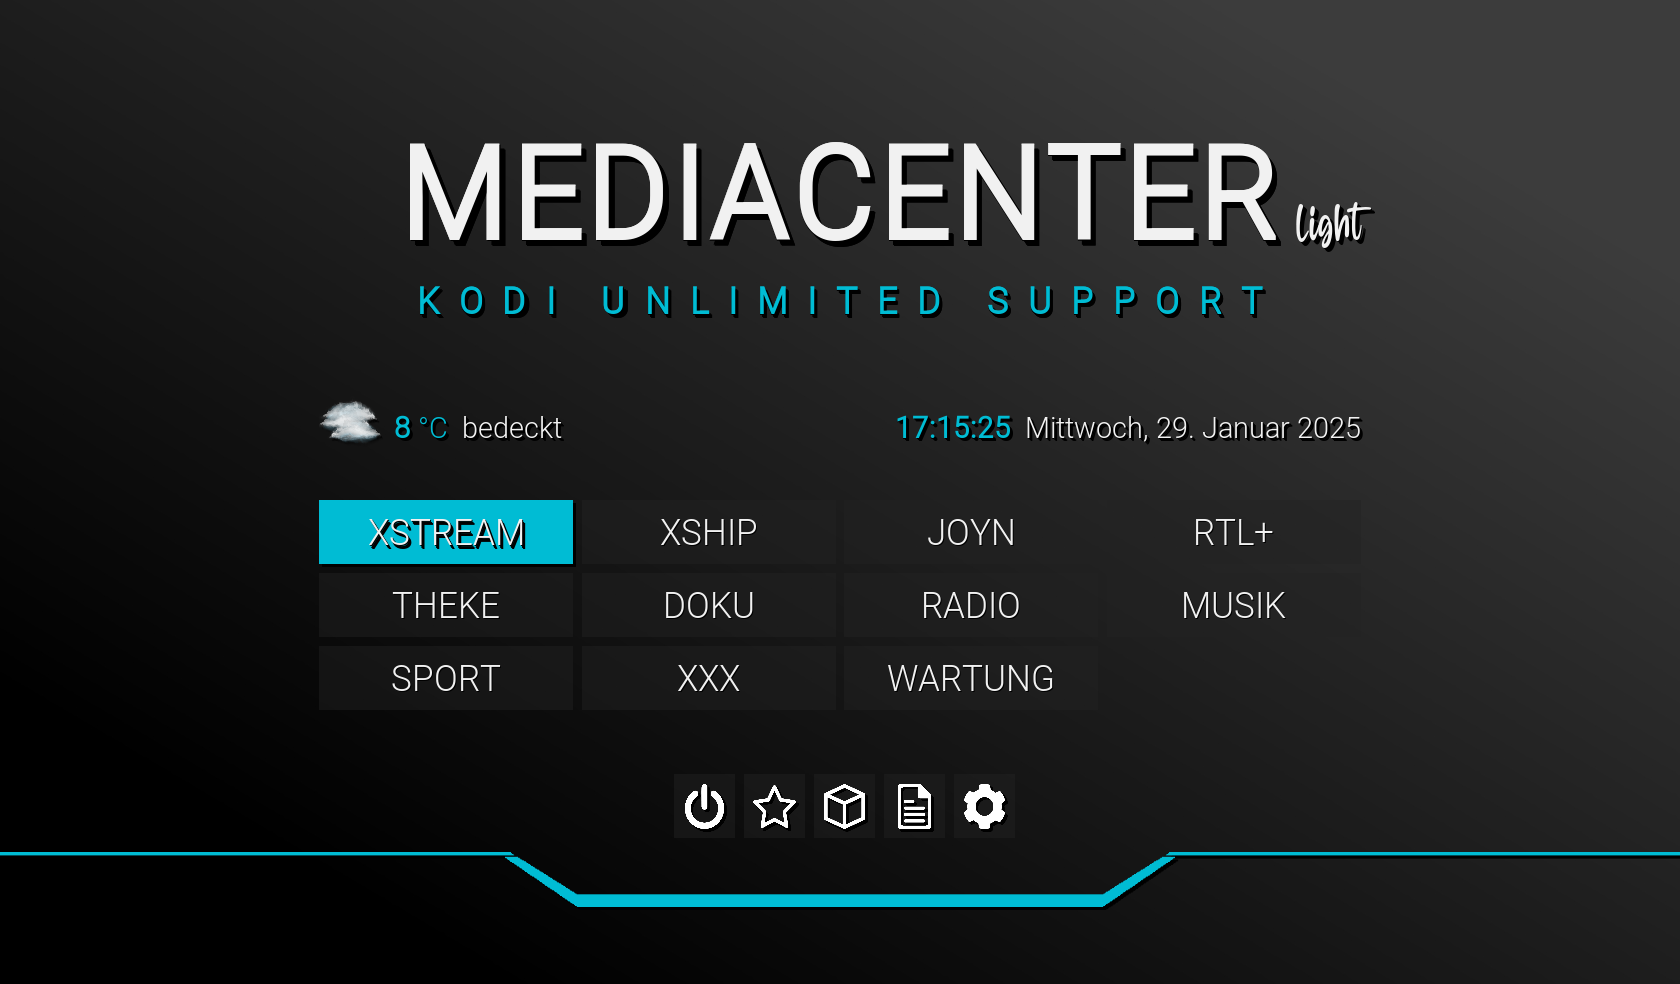 MEDIACENTER light
KODI UNLIMITED SUPPORT
8 °C bedeckt 17:15:25 Mittwoch, 29. Januar 2025
XSTREAM XSHIP JOYN RTL+
THEKE DOKU RADIO MUSIK
SPORT XXX WARTUNG